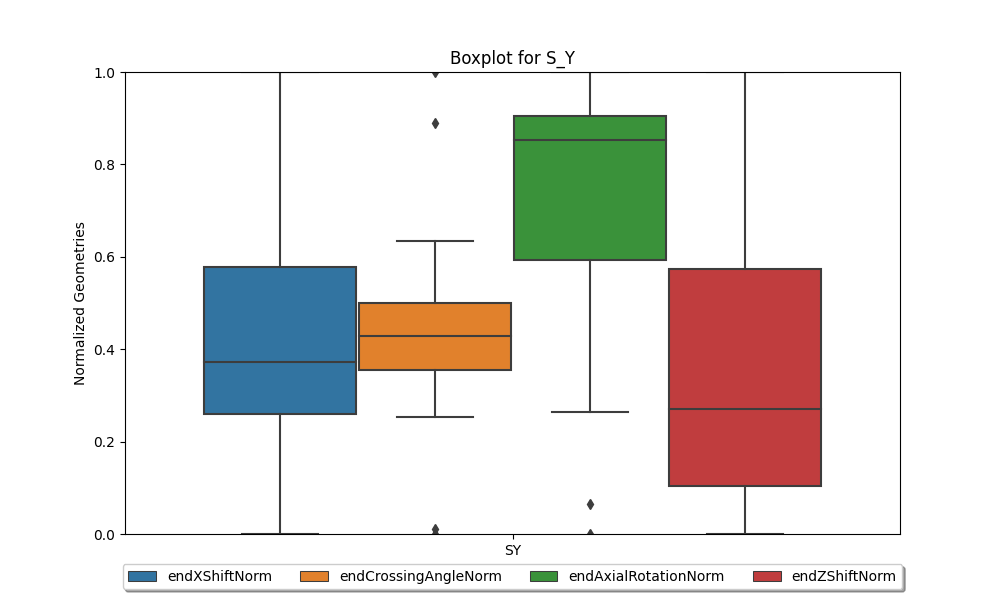 Boxplot for S_Y
Normalized Geometries
1.0
0.8
0.6
0.4
0.2
0.0
SY
endXShiftNorm endCrossingAngleNorm endAxialRotationNorm endZShiftNorm